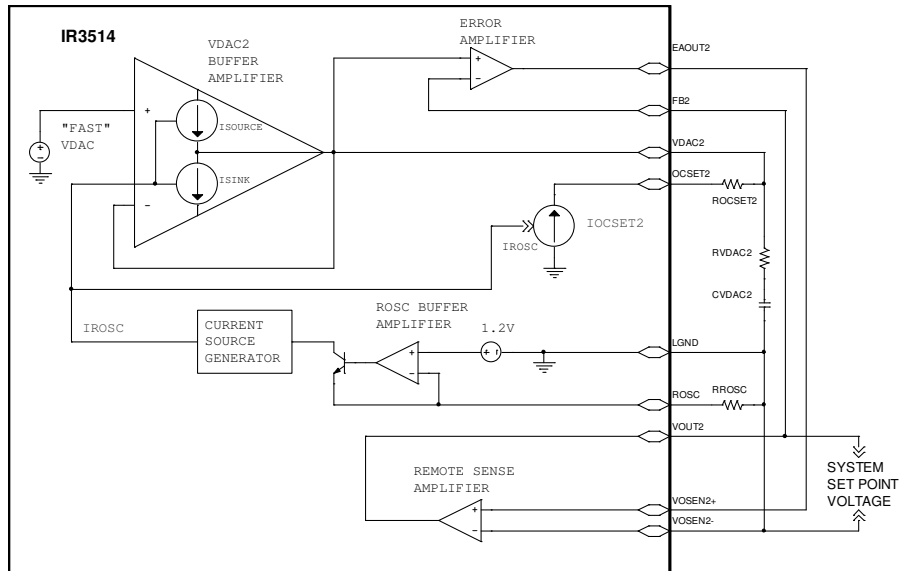 IR3514
VDAC2
BUFFER
AMPLIFIER
ERROR
AMPLIFIER
EAOUT2
FB2
VDAC2
OCSET2
ROCSET2
"FAST"
VDAC
+
-
ISOURCE
ISINK
+
-
IROSC
IOCSET2
RVDAC2
CVDAC2
IROSC
CURRENT
SOURCE
GENERATOR
ROSC BUFFER
AMPLIFIER
+
-
1.2V
LGND
ROSC
RROSC
VOUT2
REMOTE SENSE
AMPLIFIER
+
-
VOSEN2+
VOSEN2-
SYSTEM
SET POINT
VOLTAGE